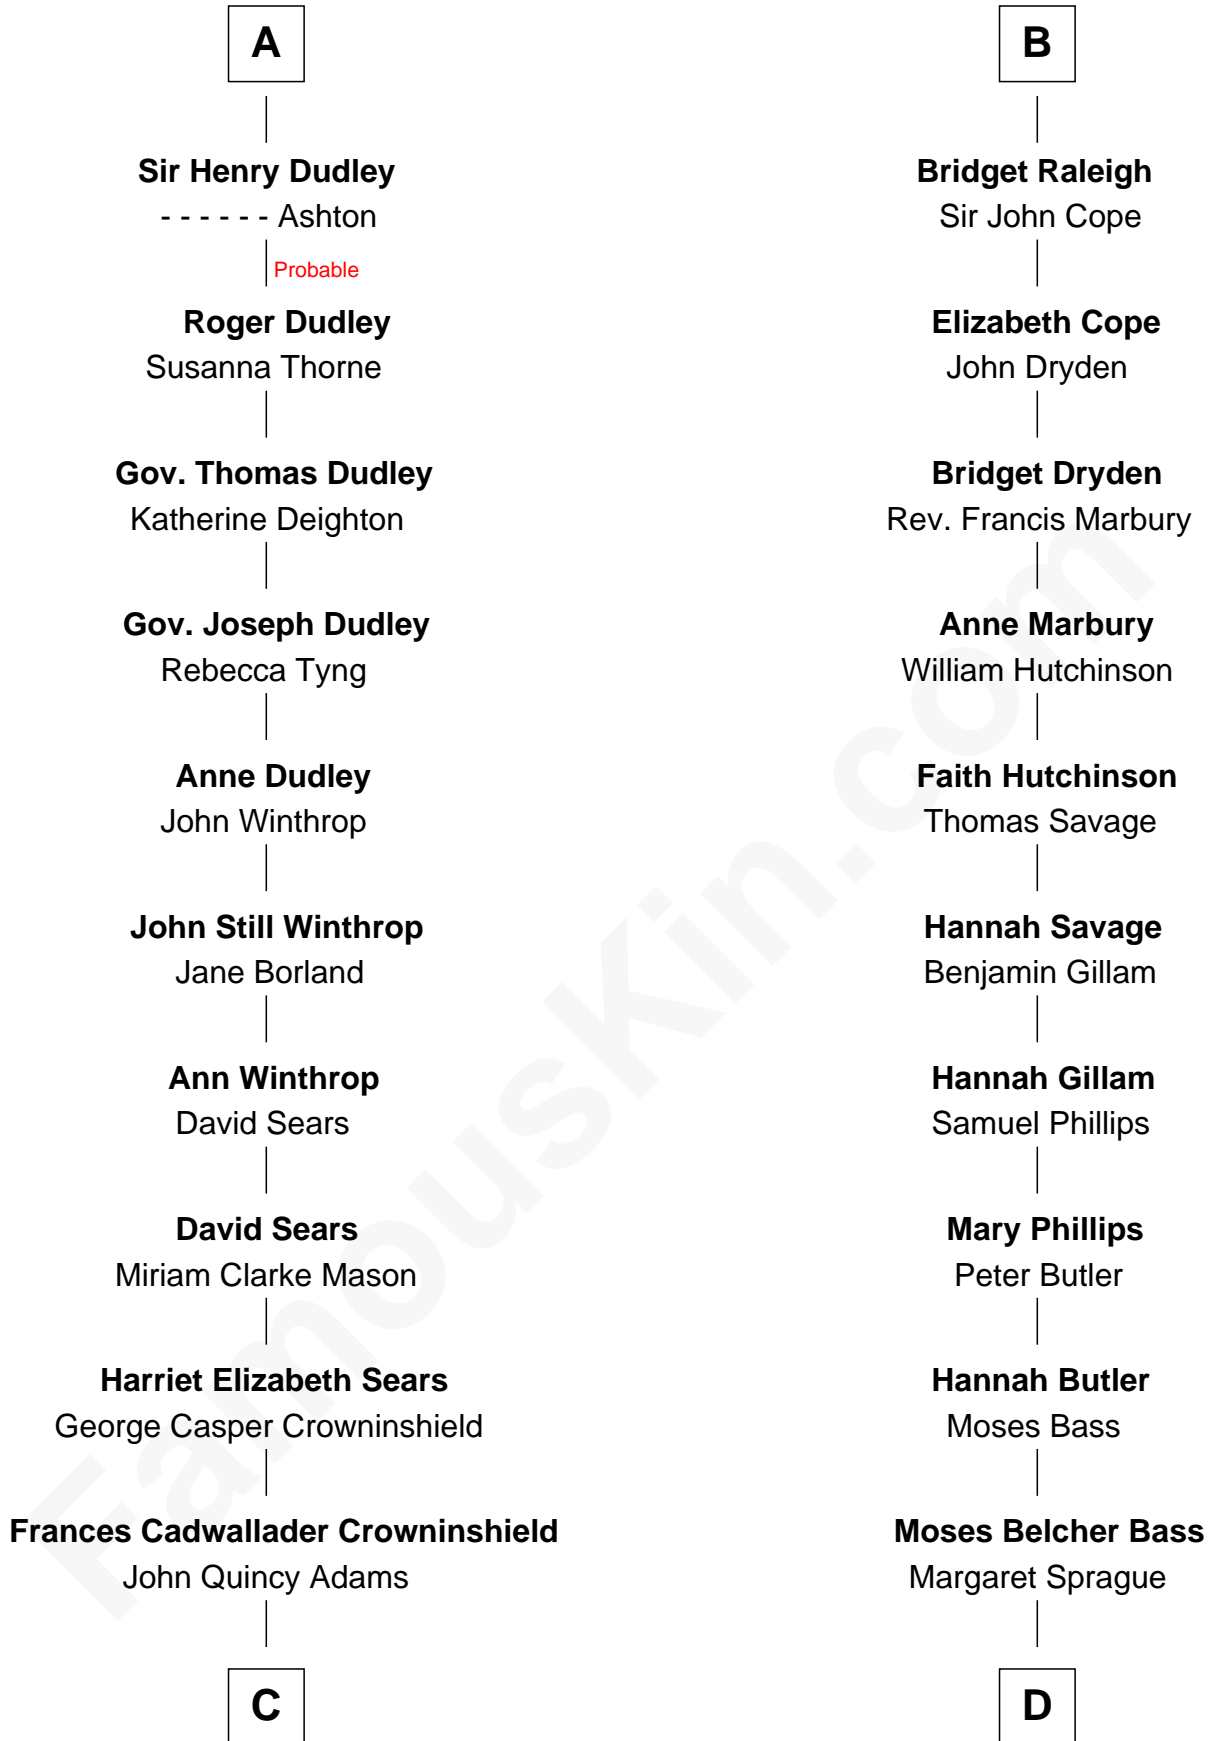 A
Sir Henry Dudley
- - - - - - Ashton
Probable
Roger Dudley
Susanna Thorne
Gov. Thomas Dudley
Katherine Deighton
Gov. Joseph Dudley
Rebecca Tyng
Anne Dudley
John Winthrop
John Still Winthrop
Jane Borland
Ann Winthrop
David Sears
David Sears
Miriam Clarke Mason
Harriet Elizabeth Sears
George Casper Crowninshield
Frances Cadwallader Crowninshield
John Quincy Adams
C
B
Bridget Raleigh
Sir John Cope
Elizabeth Cope
John Dryden
Bridget Dryden
Rev. Francis Marbury
Anne Marbury
William Hutchinson
Faith Hutchinson
Thomas Savage
Hannah Savage
Benjamin Gillam
Hannah Gillam
Samuel Phillips
Mary Phillips
Peter Butler
Hannah Butler
Moses Bass
Moses Belcher Bass
Margaret Sprague
D
FamousKin.com